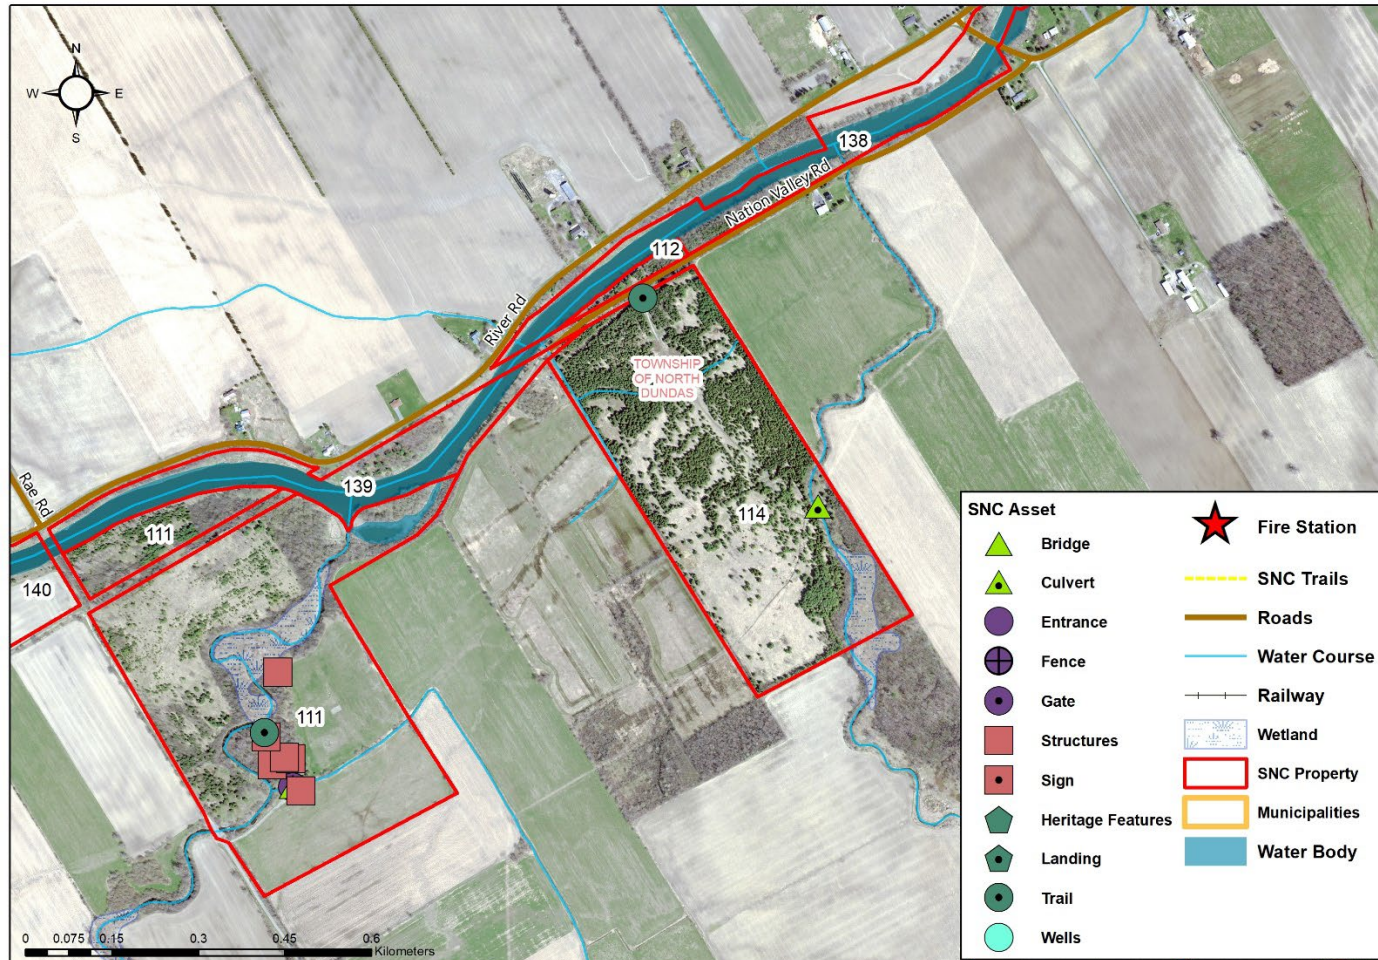 N
W
E
S
138
Nation Valley Rd
112
River Rd
TOWNSHIP
OF NORTH
DUNDAS
Rae Rd
139
111
114
140
111
SNC Asset
Bridge
Culvert
Entrance
Fence
Gate
Structures
Sign
Heritage Features
Landing
Trail
Wells
Fire Station
SNC Trails
Roads
Water Course
Railway
Wetland
SNC Property
Municipalities
Water Body
0 0.075 0.15 0.3 0.45 0.6
Kilometers